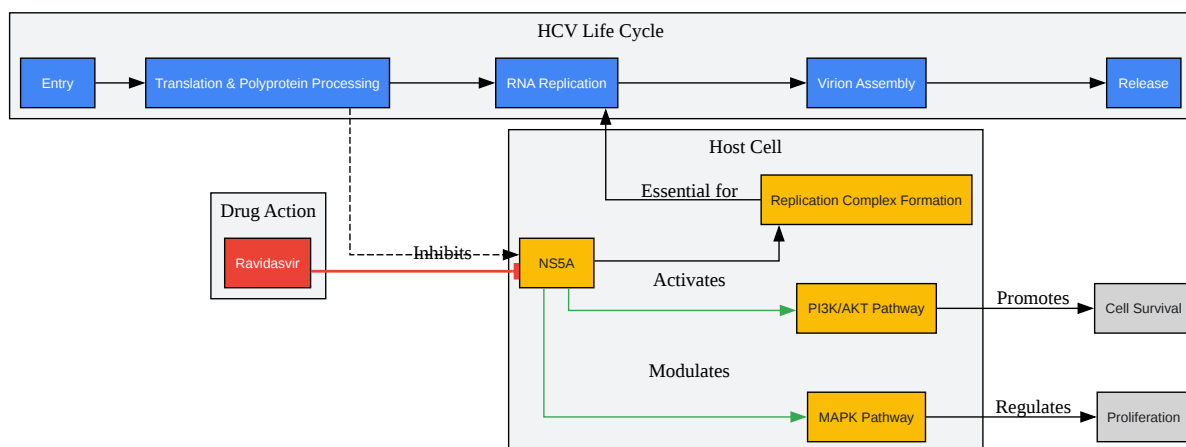 HCV Life Cycle
Entry
Translation & Polyprotein Processing
RNA Replication
Virion Assembly
Release
Host Cell
Essential for
Replication Complex Formation
Drug Action
Ravidasvir
Inhibits
NS5A
Activates
PI3K/AKT Pathway
Promotes
Cell Survival
Modulates
MAPK Pathway
Regulates
Proliferation